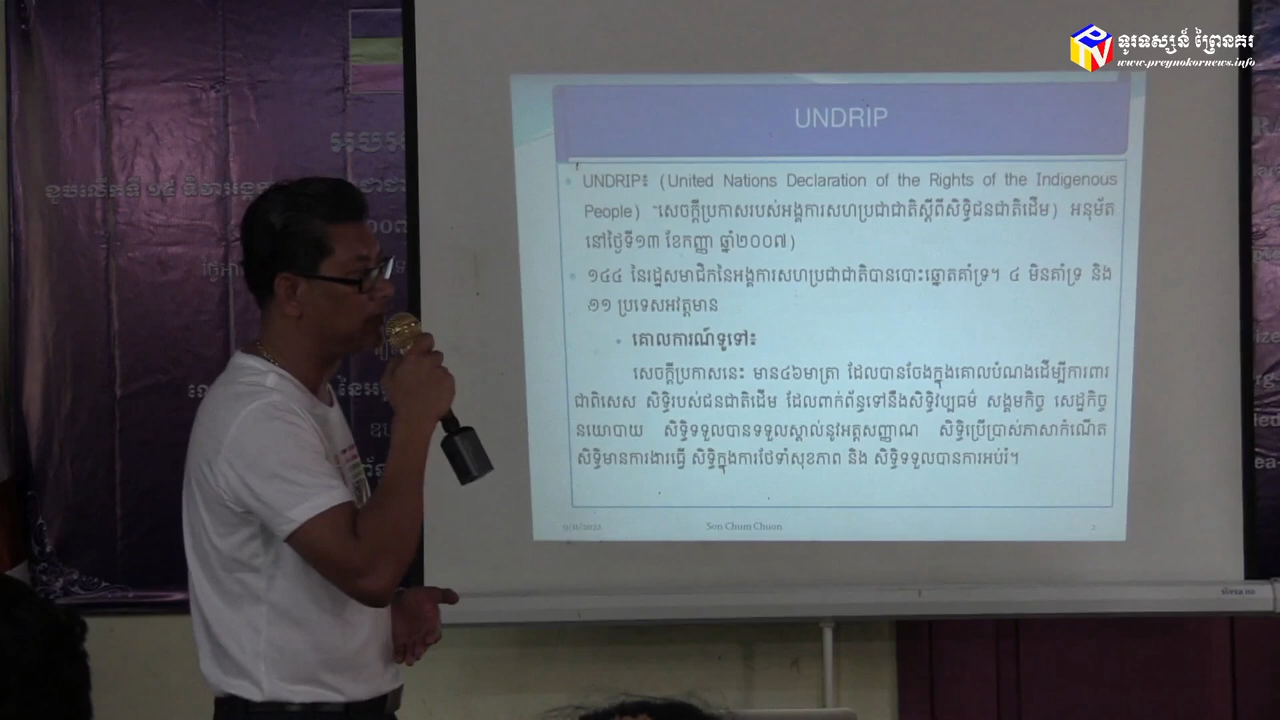 ទូរទស្សន៍ ព្រៃនគរ
www.preynokornews.info
UNDRIP
UNDRIP៖ (United Nations Declaration of the Rights of the Indigenous
People) “សេចក្ដីប្រកាសរបស់អង្គការសហប្រជាជាតិស្ដីពីសិទ្ធិជនជាតិដើម) អនុម័ត
នៅថ្ងៃទី១៣ ខែកញ្ញា ឆ្នាំ២០០៧)
១៤៤ នៃរដ្ឋសមាជិកនៃអង្គការសហប្រជាជាតិបានបោះឆ្នោតគាំទ្រ។ ៤ មិនគាំទ្រ និង
១១ ប្រទេសអវត្តមាន
គោលការណ៍ទូទៅ៖
សេចក្ដីប្រកាសនេះ មាន៤៦មាត្រា ដែលបានចែងក្នុងគោលបំណងដើម្បីការពារ
ជាពិសេស សិទ្ធិរបស់ជនជាតិដើម ដែលពាក់ព័ន្ធទៅនឹងសិទ្ធិវប្បធម៌ សង្គមកិច្ច សេដ្ឋកិច្ច
នយោបាយ សិទ្ធិទទួលបានទទួលស្គាល់នូវអត្តសញ្ញាណ សិទ្ធិប្រើប្រាស់ភាសាកំណើត
សិទ្ធិមានការងារធ្វើ សិទ្ធិក្នុងការថែទាំសុខភាព និង សិទ្ធិទទួលបានការអប់រំ។
Son Chum Chuon
2
ខួបលើកទី ១៥ ទិវាអង្គ